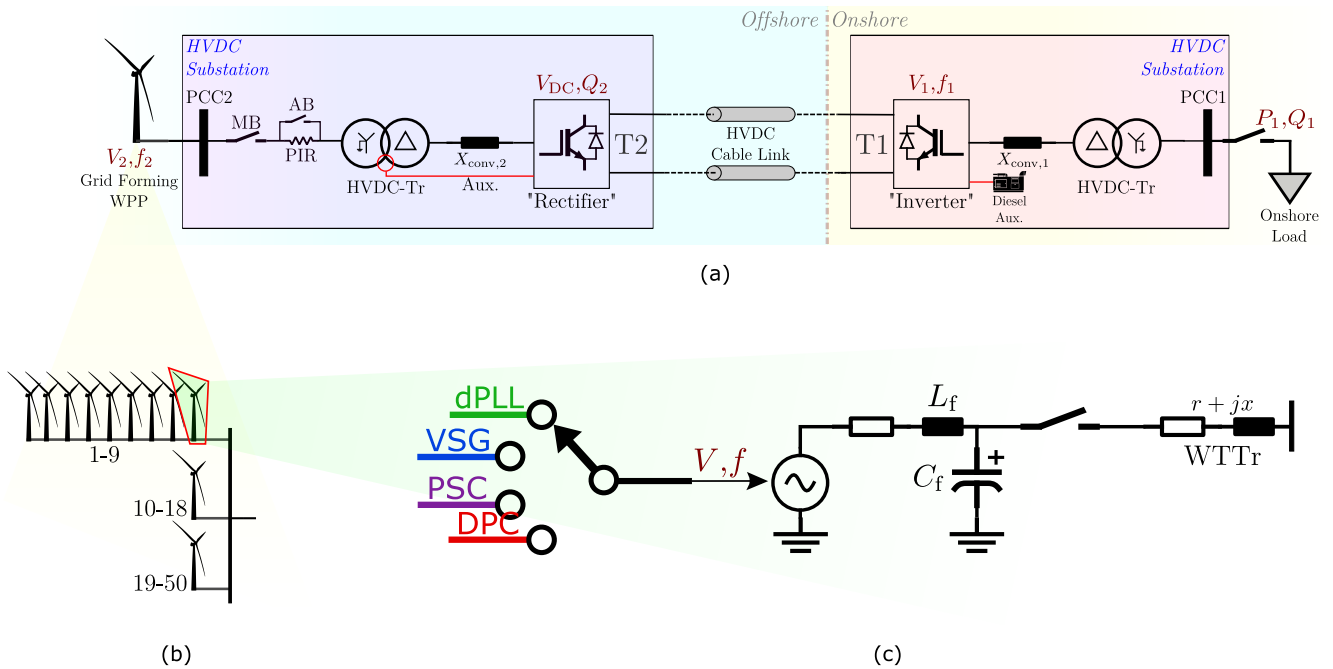 Offshore Onshore
HVDC
Substation
HVDC
Substation
PCC2
MB
AB
PIR
HVDC-Tr
X_conv,2
Aux.
V_DC,Q_2
T2
"Rectifier"
HVDC
Cable Link
V_1,f_1
T1
"Inverter"
X_conv,1
Diesel
Aux.
HVDC-Tr
PCC1
P_1,Q_1
Onshore
Load
V_2,f_2
Grid Forming
WPP
(a)
1-9
10-18
19-50
(b)
dPLL
VSG
PSC
DPC
V,f
L_f
C_f
+
r + jx
WTTr
(c)